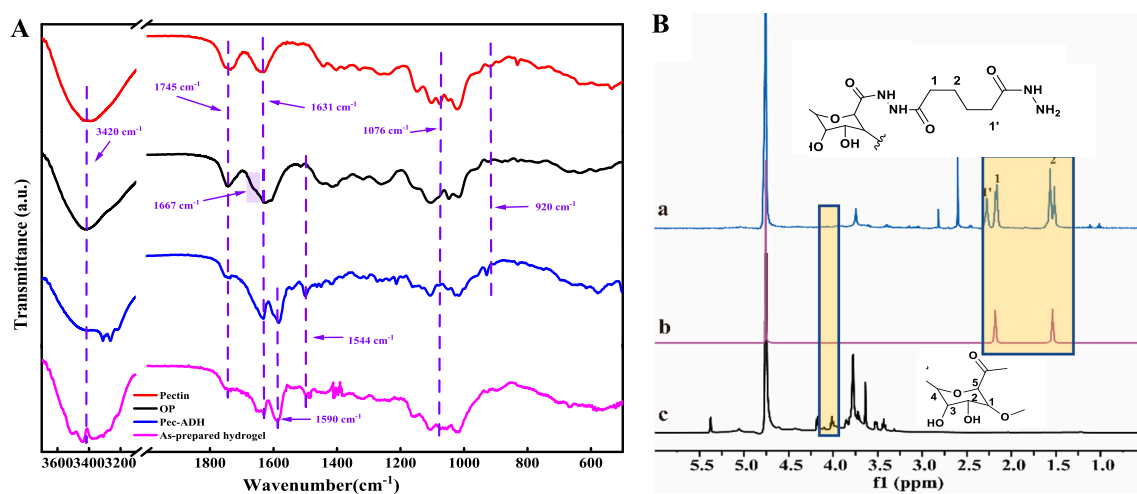 A
Transmittance (a.u.)
1745 cm-1
3420 cm-1
1631 cm-1
1076 cm-1
1667 cm-1
920 cm-1
1544 cm-1
1590 cm-1
Pectin
OP
Pec-ADH
As-prepared hydrogel
3600 3400 3200 1800 1600 1400 1200 1000 800 600
Wavenumber(cm-1)
B
O
O
NH
NH
1 2
O
1'
O
NH
NH2
HO
OH
O
1' 1 2
a
b
c
O
O
5
4
3
2
1
HO
OH
O
5.5 5.0 4.5 4.0 3.5 3.0 2.5 2.0 1.5 1.0
f1 (ppm)